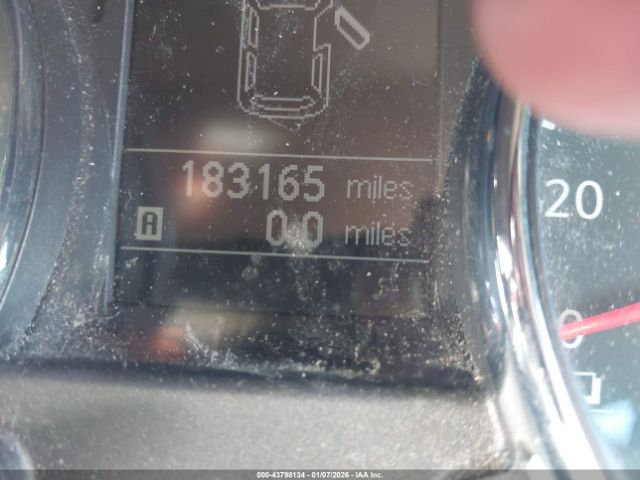 183165 miles
A 0.0 miles
20
0
000-43798134 - 01/07/2026 - IAA Inc.